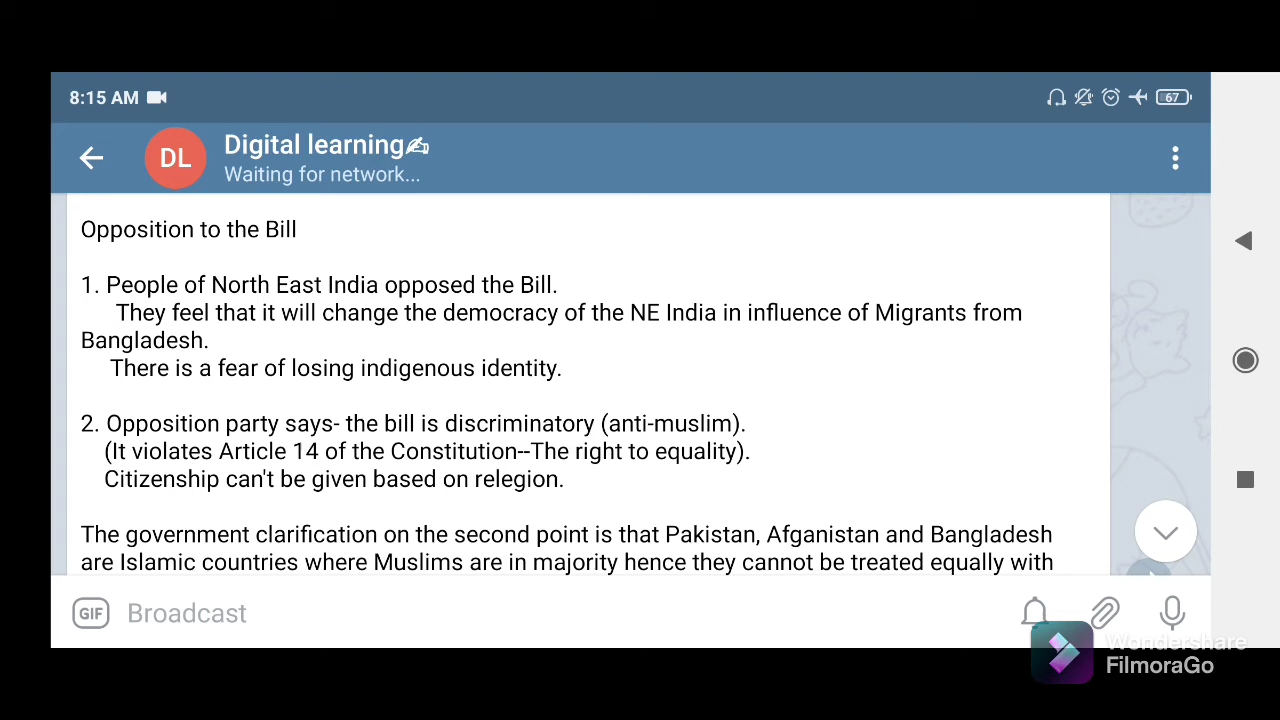 8:15 AM
67
DL
Digital learning✍
Waiting for network...
Opposition to the Bill
1. People of North East India opposed the Bill.
They feel that it will change the democracy of the NE India in influence of Migrants from
Bangladesh.
There is a fear of losing indigenous identity.
2. Opposition party says- the bill is discriminatory (anti-muslim).
(It violates Article 14 of the Constitution--The right to equality).
Citizenship can't be given based on relegion.
The government clarification on the second point is that Pakistan, Afganistan and Bangladesh
are Islamic countries where Muslims are in majority hence they cannot be treated equally with
GIF
Broadcast
Wondershare
FilmoraGo